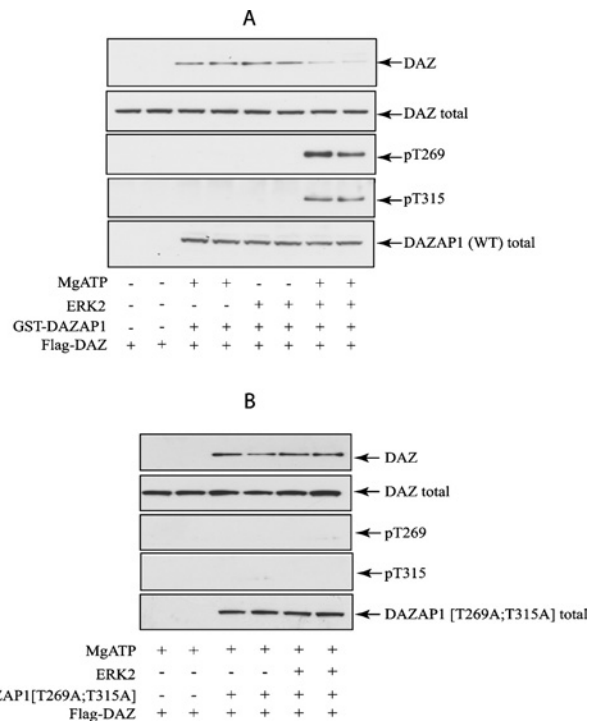 A
DAZ
DAZ total
pT269
pT315
DAZAP1 (WT) total
MgATP - - + + - - + +
ERK2 - - - - + + + +
GST-DAZAP1 - - + + + + + +
Flag-DAZ + + + + + + + +
B
DAZ
DAZ total
pT269
pT315
DAZAP1 [T269A;T315A] total
MgATP + + + + + +
ERK2 - - - - + +
ZAP1[T269A;T315A] - - + + + +
Flag-DAZ + + + + + +